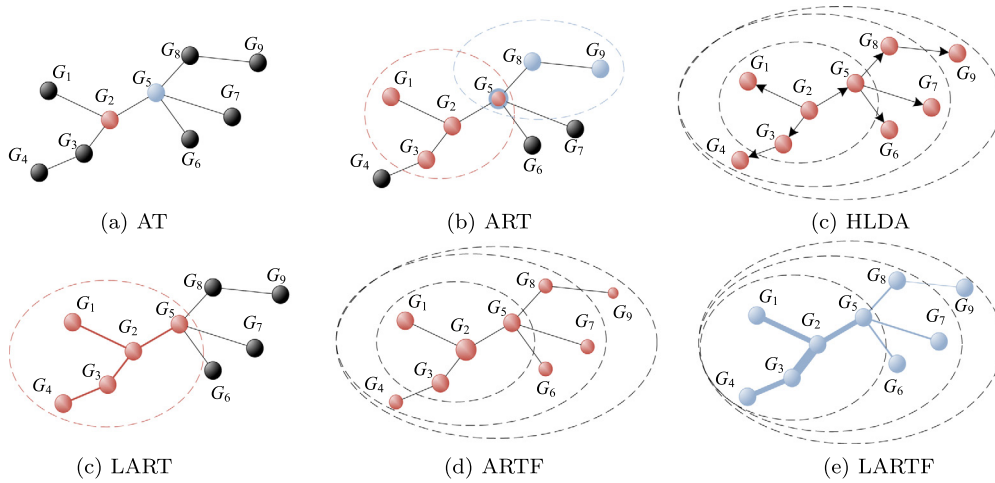 G1 G2 G3 G4 G5 G6 G7 G8 G9
(a) AT
G1 G2 G3 G4 G5 G6 G7 G8 G9
(b) ART
G1 G2 G3 G4 G5 G6 G7 G8 G9
(c) HLDA
G1 G2 G3 G4 G5 G6 G7 G8 G9
(c) LART
G1 G2 G3 G4 G5 G6 G7 G8 G9
(d) ARTF
G1 G2 G3 G4 G5 G6 G7 G8 G9
(e) LARTF